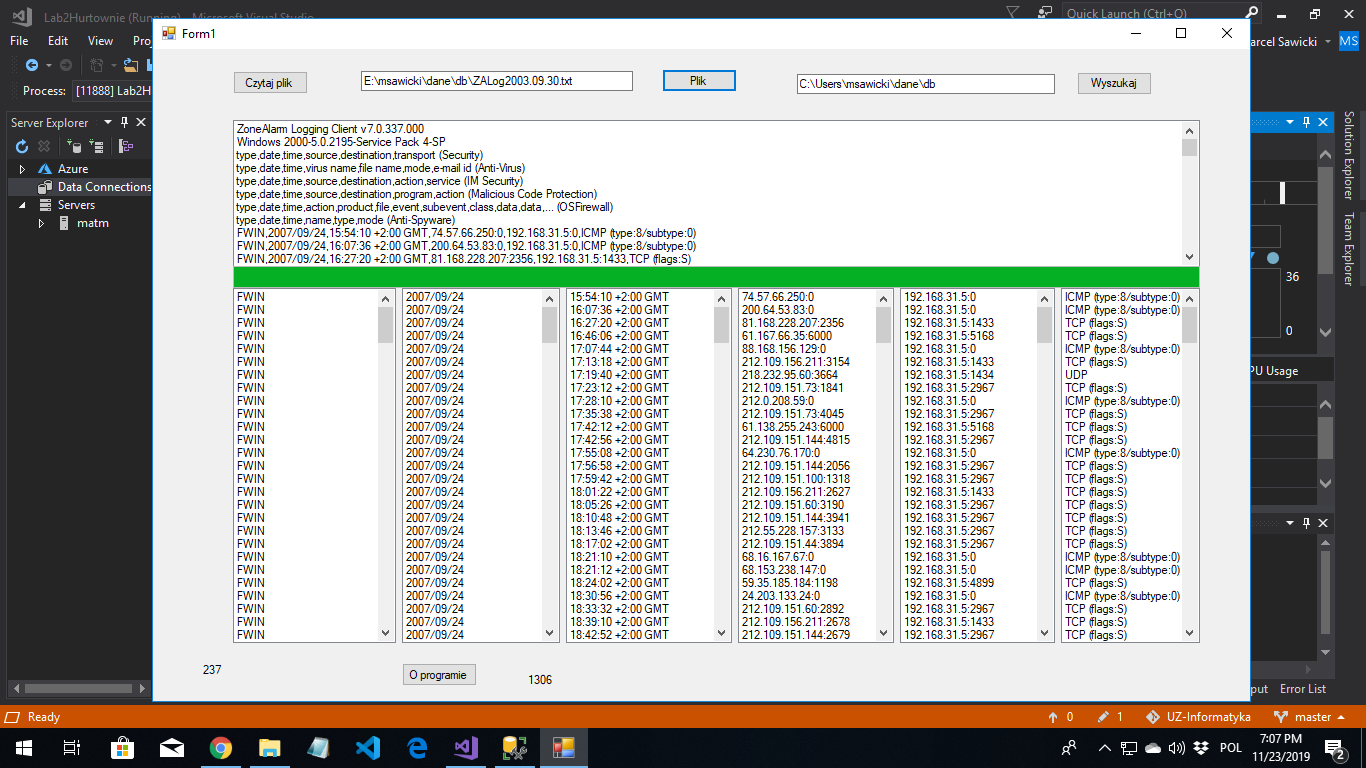 Lab2Hurtownie (Running) - Microsoft Visual Studio
Quick Launch (Ctrl+Q)
File Edit View
arcel Sawicki MS
Process: [11888] Lab2H
Form1
Czytaj plik
E:\msawicki\dane\db\ZALog2003.09.30.txt
Plik
C:\Users\msawicki\dane\db
Wyszukaj
Server Explorer
Azure
Data Connections
Servers
matm
ZoneAlarm Logging Client v7.0.337.000
Windows 2000-5.0.2195-Service Pack 4-SP
type,date,time,source,destination,transport (Security)
type,date,time,virus name,file name,mode,e-mail id (Anti-Virus)
type,date,time,source,destination,action,service (IM Security)
type,date,time,source,destination,program,action (Malicious Code Protection)
type,date,time,action,product,file,event,subevent,class,data,data,... (OSFirewall)
type,date,time,name,type,mode (Anti-Spyware)
FWIN,2007/09/24,15:54:10 +2:00 GMT,74.57.66.250:0,192.168.31.5:0,ICMP (type:8/subtype:0)
FWIN,2007/09/24,16:07:36 +2:00 GMT,200.64.53.83:0,192.168.31.5:0,ICMP (type:8/subtype:0)
FWIN,2007/09/24,16:27:20 +2:00 GMT,81.168.228.207:2356,192.168.31.5:1433,TCP (flags:S)
FWIN 2007/09/24 15:54:10 +2:00 GMT 74.57.66.250:0 192.168.31.5:0 ICMP (type:8/subtype:0)
FWIN 2007/09/24 16:07:36 +2:00 GMT 200.64.53.83:0 192.168.31.5:0 ICMP (type:8/subtype:0)
FWIN 2007/09/24 16:27:20 +2:00 GMT 81.168.228.207:2356 192.168.31.5:1433 TCP (flags:S)
FWIN 2007/09/24 16:46:06 +2:00 GMT 61.167.66.35:6000 192.168.31.5:5168 TCP (flags:S)
FWIN 2007/09/24 17:07:44 +2:00 GMT 88.168.156.129:0 192.168.31.5:0 ICMP (type:8/subtype:0)
FWIN 2007/09/24 17:13:18 +2:00 GMT 212.109.156.211:3154 192.168.31.5:1433 TCP (flags:S)
FWIN 2007/09/24 17:19:40 +2:00 GMT 218.232.95.60:3664 192.168.31.5:1434 UDP
FWIN 2007/09/24 17:23:12 +2:00 GMT 212.109.151.73:1841 192.168.31.5:2967 TCP (flags:S)
FWIN 2007/09/24 17:28:10 +2:00 GMT 212.0.208.59:0 192.168.31.5:0 ICMP (type:8/subtype:0)
FWIN 2007/09/24 17:35:38 +2:00 GMT 212.109.151.73:4045 192.168.31.5:2967 TCP (flags:S)
FWIN 2007/09/24 17:42:12 +2:00 GMT 61.138.255.243:6000 192.168.31.5:5168 TCP (flags:S)
FWIN 2007/09/24 17:42:56 +2:00 GMT 212.109.151.144:4815 192.168.31.5:2967 TCP (flags:S)
FWIN 2007/09/24 17:55:08 +2:00 GMT 64.230.76.170:0 192.168.31.5:0 ICMP (type:8/subtype:0)
FWIN 2007/09/24 17:56:58 +2:00 GMT 212.109.151.144:2056 192.168.31.5:2967 TCP (flags:S)
FWIN 2007/09/24 17:59:42 +2:00 GMT 212.109.151.100:1318 192.168.31.5:2967 TCP (flags:S)
FWIN 2007/09/24 18:01:22 +2:00 GMT 212.109.156.211:2627 192.168.31.5:1433 TCP (flags:S)
FWIN 2007/09/24 18:05:26 +2:00 GMT 212.109.151.60:3190 192.168.31.5:2967 TCP (flags:S)
FWIN 2007/09/24 18:10:48 +2:00 GMT 212.109.151.144:3941 192.168.31.5:2967 TCP (flags:S)
FWIN 2007/09/24 18:13:46 +2:00 GMT 212.55.228.157:3133 192.168.31.5:2967 TCP (flags:S)
FWIN 2007/09/24 18:17:02 +2:00 GMT 212.109.151.44:3894 192.168.31.5:2967 TCP (flags:S)
FWIN 2007/09/24 18:21:10 +2:00 GMT 68.16.167.67:0 192.168.31.5:0 ICMP (type:8/subtype:0)
FWIN 2007/09/24 18:21:12 +2:00 GMT 68.153.238.147:0 192.168.31.5:0 ICMP (type:8/subtype:0)
FWIN 2007/09/24 18:24:02 +2:00 GMT 59.35.185.184:1198 192.168.31.5:4899 TCP (flags:S)
FWIN 2007/09/24 18:30:56 +2:00 GMT 24.203.133.24:0 192.168.31.5:0 ICMP (type:8/subtype:0)
FWIN 2007/09/24 18:33:32 +2:00 GMT 212.109.151.60:2892 192.168.31.5:2967 TCP (flags:S)
FWIN 2007/09/24 18:39:10 +2:00 GMT 212.109.156.211:2678 192.168.31.5:1433 TCP (flags:S)
FWIN 2007/09/24 18:42:52 +2:00 GMT 212.109.151.144:2679 192.168.31.5:2967 TCP (flags:S)
237
O programie
1306
Solution Explorer
Team Explorer
36
0
PU Usage
put Error List
Ready
0 1 UZ-Informatyka master
POL
7:07 PM
11/23/2019
2